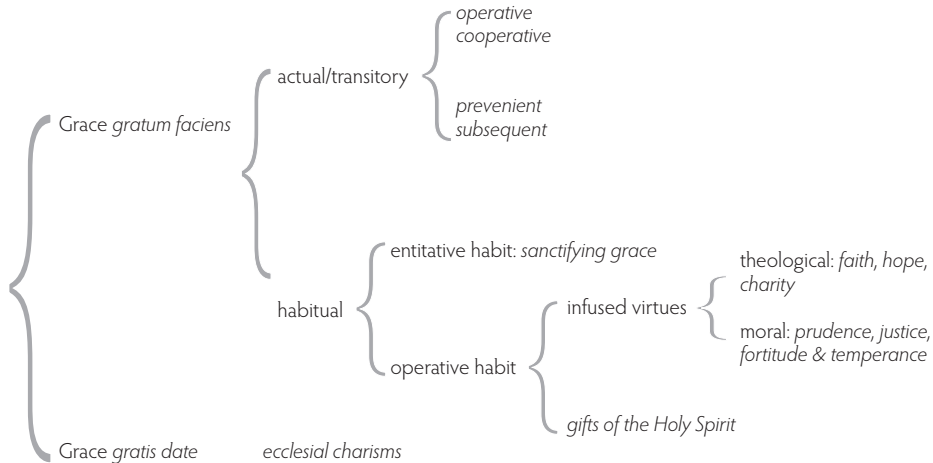 operative
cooperative
actual/transitory
prevenient
subsequent
Grace gratum faciens
entitative habit: sanctifying grace
habitual
theological: faith, hope,
charity
infused virtues
moral: prudence, justice,
fortitude & temperance
operative habit
gifts of the Holy Spirit
Grace gratis date
ecclesial charisms